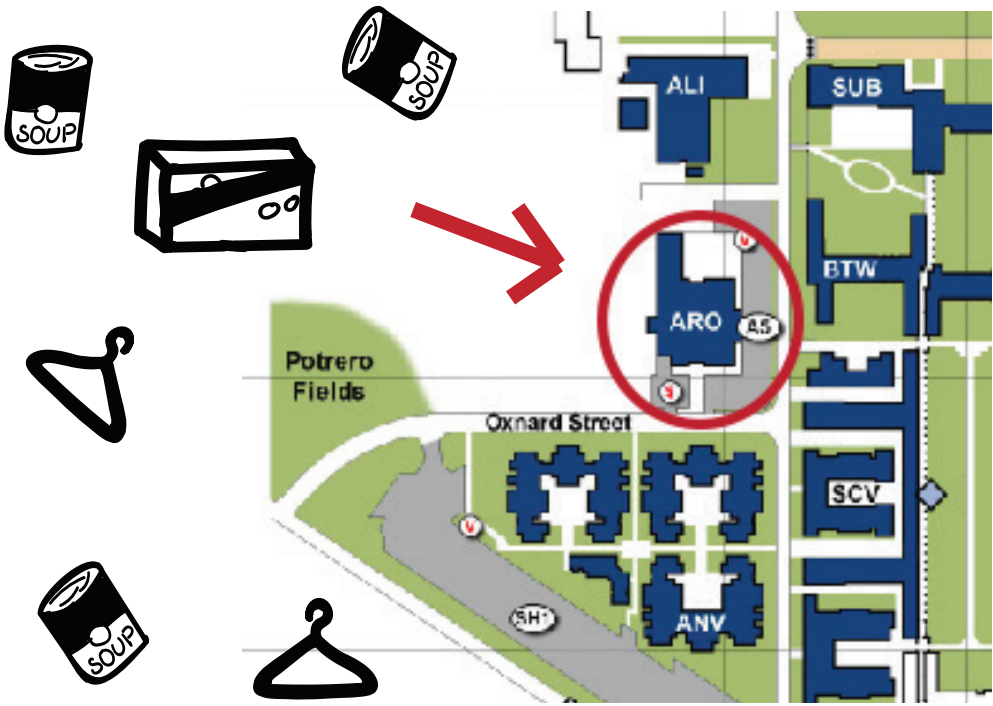 SOUP
SOUP
ALI
SUB
BTW
ARO
A5
Potrero
Fields
Oxnard Street
SCV
SH1
ANV
SOUP